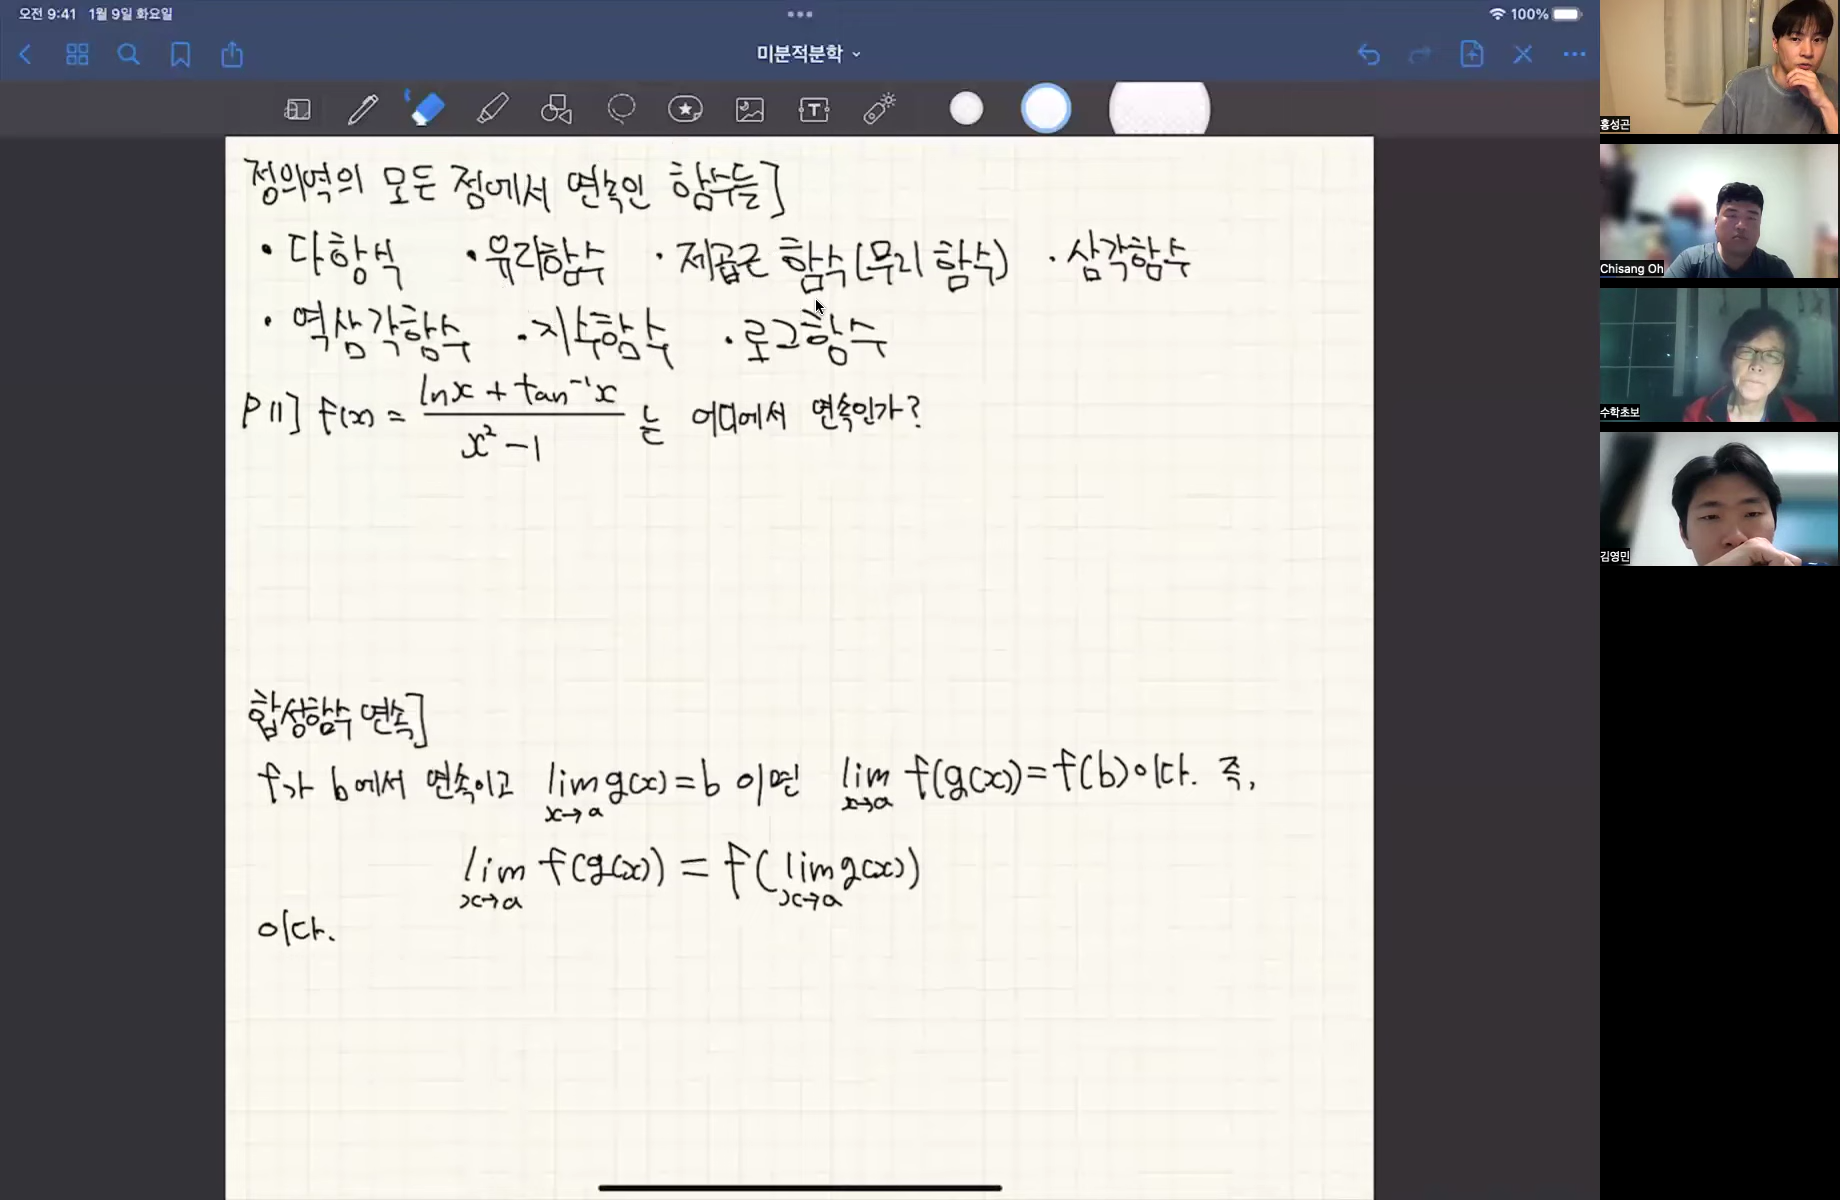 오전 9:41 1월 9일 화요일
100%
미분적분학
정의역의 모든 점에서 연속인 함수들]
· 다항식 · 유리함수 · 제곱근 함수(무리 함수) · 삼각함수
· 역삼각함수 · 지수함수 · 로그함수
P11] f(x) = (ln x + tan⁻¹x)/(x² - 1) 는 어디에서 연속인가?
합성함수 연속]
f가 b에서 연속이고 lim x→a g(x) = b 이면 lim x→a f(g(x)) = f(b)이다. 즉,
lim x→a f(g(x)) = f(lim x→a g(x))
이다.
홍성곤
Chisang Oh
수학초보
김영민